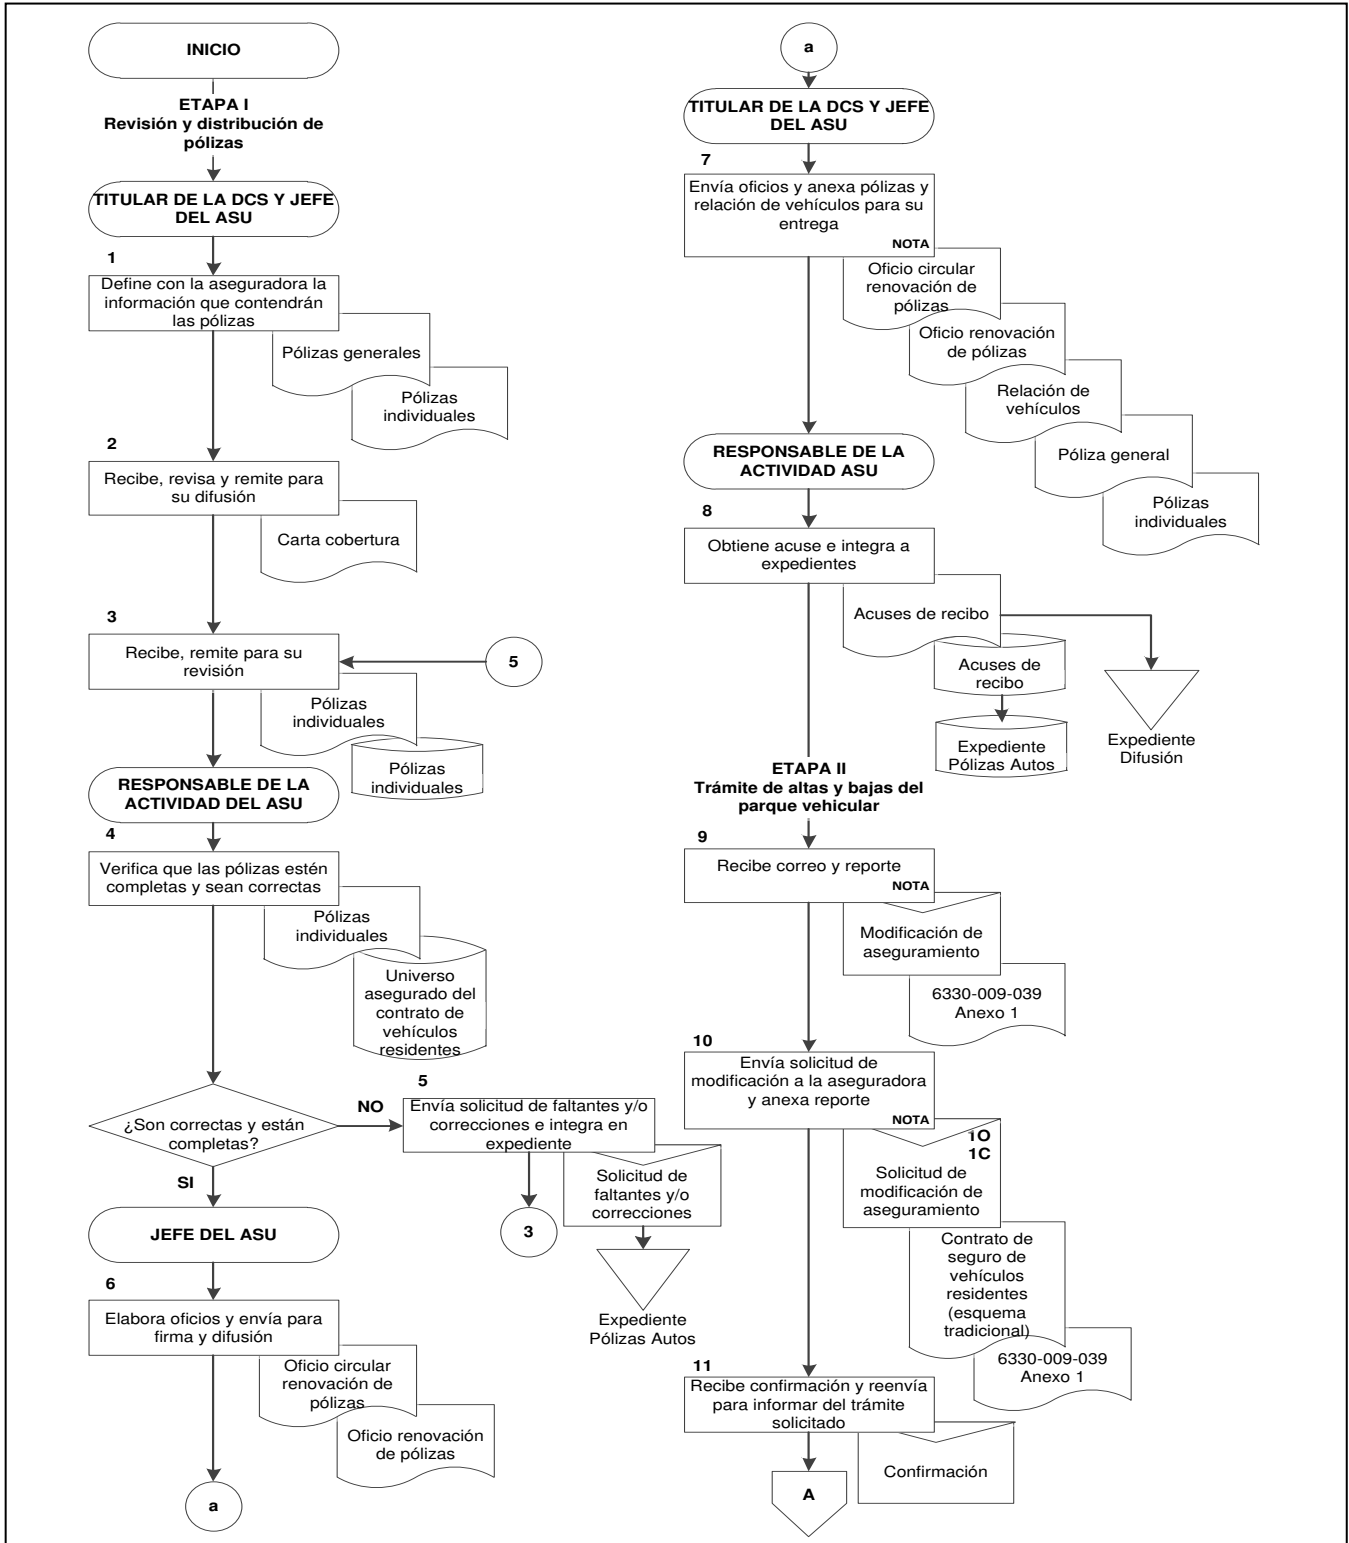 INICIO
ETAPA I
Revisión y distribución de
pólizas
TITULAR DE LA DCS Y JEFE
DEL ASU
1
Define con la aseguradora la
información que contendrán
las pólizas
Pólizas generales
Pólizas
individuales
2
Recibe, revisa y remite para
su difusión
Carta cobertura
3
Recibe, remite para su
revisión
5
Pólizas
individuales
Pólizas
individuales
RESPONSABLE DE LA
ACTIVIDAD DEL ASU
4
Verifica que las pólizas estén
completas y sean correctas
Pólizas
individuales
Universo
asegurado del
contrato de
vehículos
residentes
¿Son correctas y están
completas?
NO
SI
5
Envía solicitud de faltantes y/o
correcciones e integra en
expediente
Solicitud de
faltantes y/o
correcciones
3
Expediente
Pólizas Autos
JEFE DEL ASU
6
Elabora oficios y envía para
firma y difusión
Oficio circular
renovación de
pólizas
Oficio renovación
de pólizas
a
a
TITULAR DE LA DCS Y JEFE
DEL ASU
7
Envía oficios y anexa pólizas y
relación de vehículos para su
entrega
NOTA
Oficio circular
renovación de
pólizas
Oficio renovación
de pólizas
Relación de
vehículos
Póliza general
Pólizas
individuales
RESPONSABLE DE LA
ACTIVIDAD ASU
8
Obtiene acuse e integra a
expedientes
Acuses de recibo
Acuses de
recibo
Expediente
Pólizas Autos
Expediente
Difusión
ETAPA II
Trámite de altas y bajas del
parque vehicular
9
Recibe correo y reporte
NOTA
Modificación de
aseguramiento
6330-009-039
Anexo 1
10
Envía solicitud de
modificación a la aseguradora
y anexa reporte
NOTA
1O
1C
Solicitud de
modificación de
aseguramiento
Contrato de
seguro de
vehículos
residentes
(esquema
tradicional)
6330-009-039
Anexo 1
11
Recibe confirmación y reenvía
para informar del trámite
solicitado
Confirmación
A